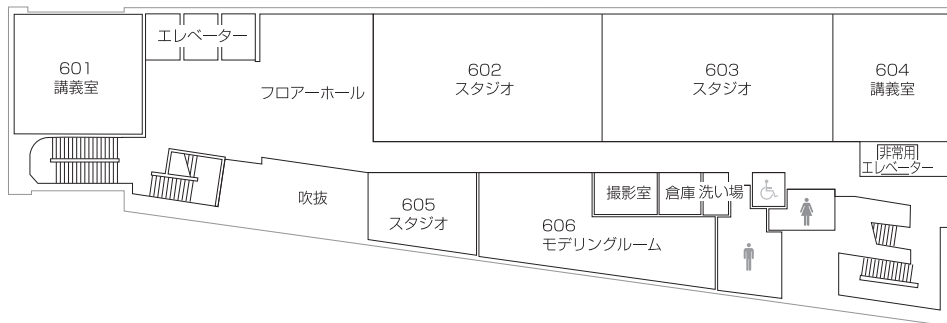 601
講義室
エレベーター
フロアーホール
602
スタジオ
603
スタジオ
604
講義室
非常用
エレベーター
吹抜
605
スタジオ
606
モデリングルーム
撮影室
倉庫
洗い場